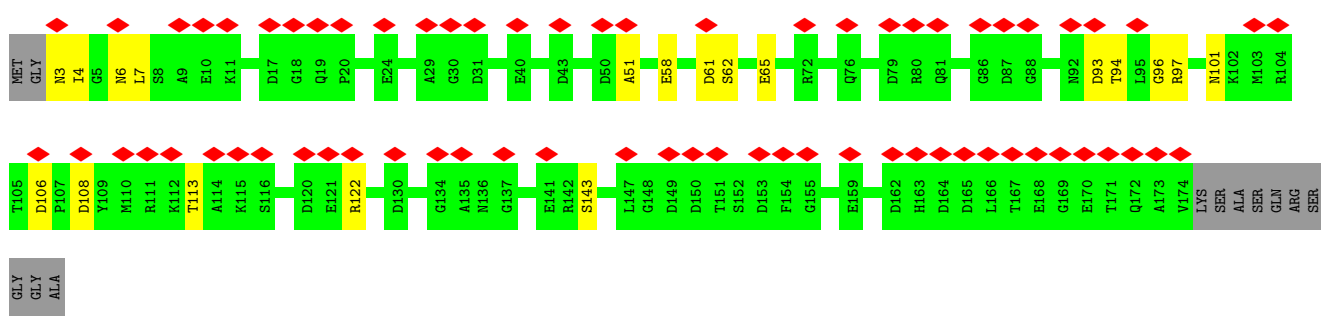 MET GLY N3 I4 G5 N6 L7 S8 A9 E10 K11 D17 G18 Q19 P20 E24 A29 G30 D31 E40 D43 D50 A51 E58 D61 S62 E65 R72 Q76 D79 R80 Q81 G86 D87 G88 N92 D93 T94 L95 G96 R97 N101 K102 M103 R104
T105 D106 P107 D108 Y109 M110 R111 K112 T113 A114 K115 S116 D120 E121 R122 D130 G134 A135 N136 G137 E141 R142 S143 L147 G148 D149 D150 T151 S152 D153 F154 G155 E159 D162 H163 D164 D165 L166 T167 E168 G169 E170 T171 Q172 A173 V174 LYS SER ALA SER GLN ARG SER
GLY GLY ALA